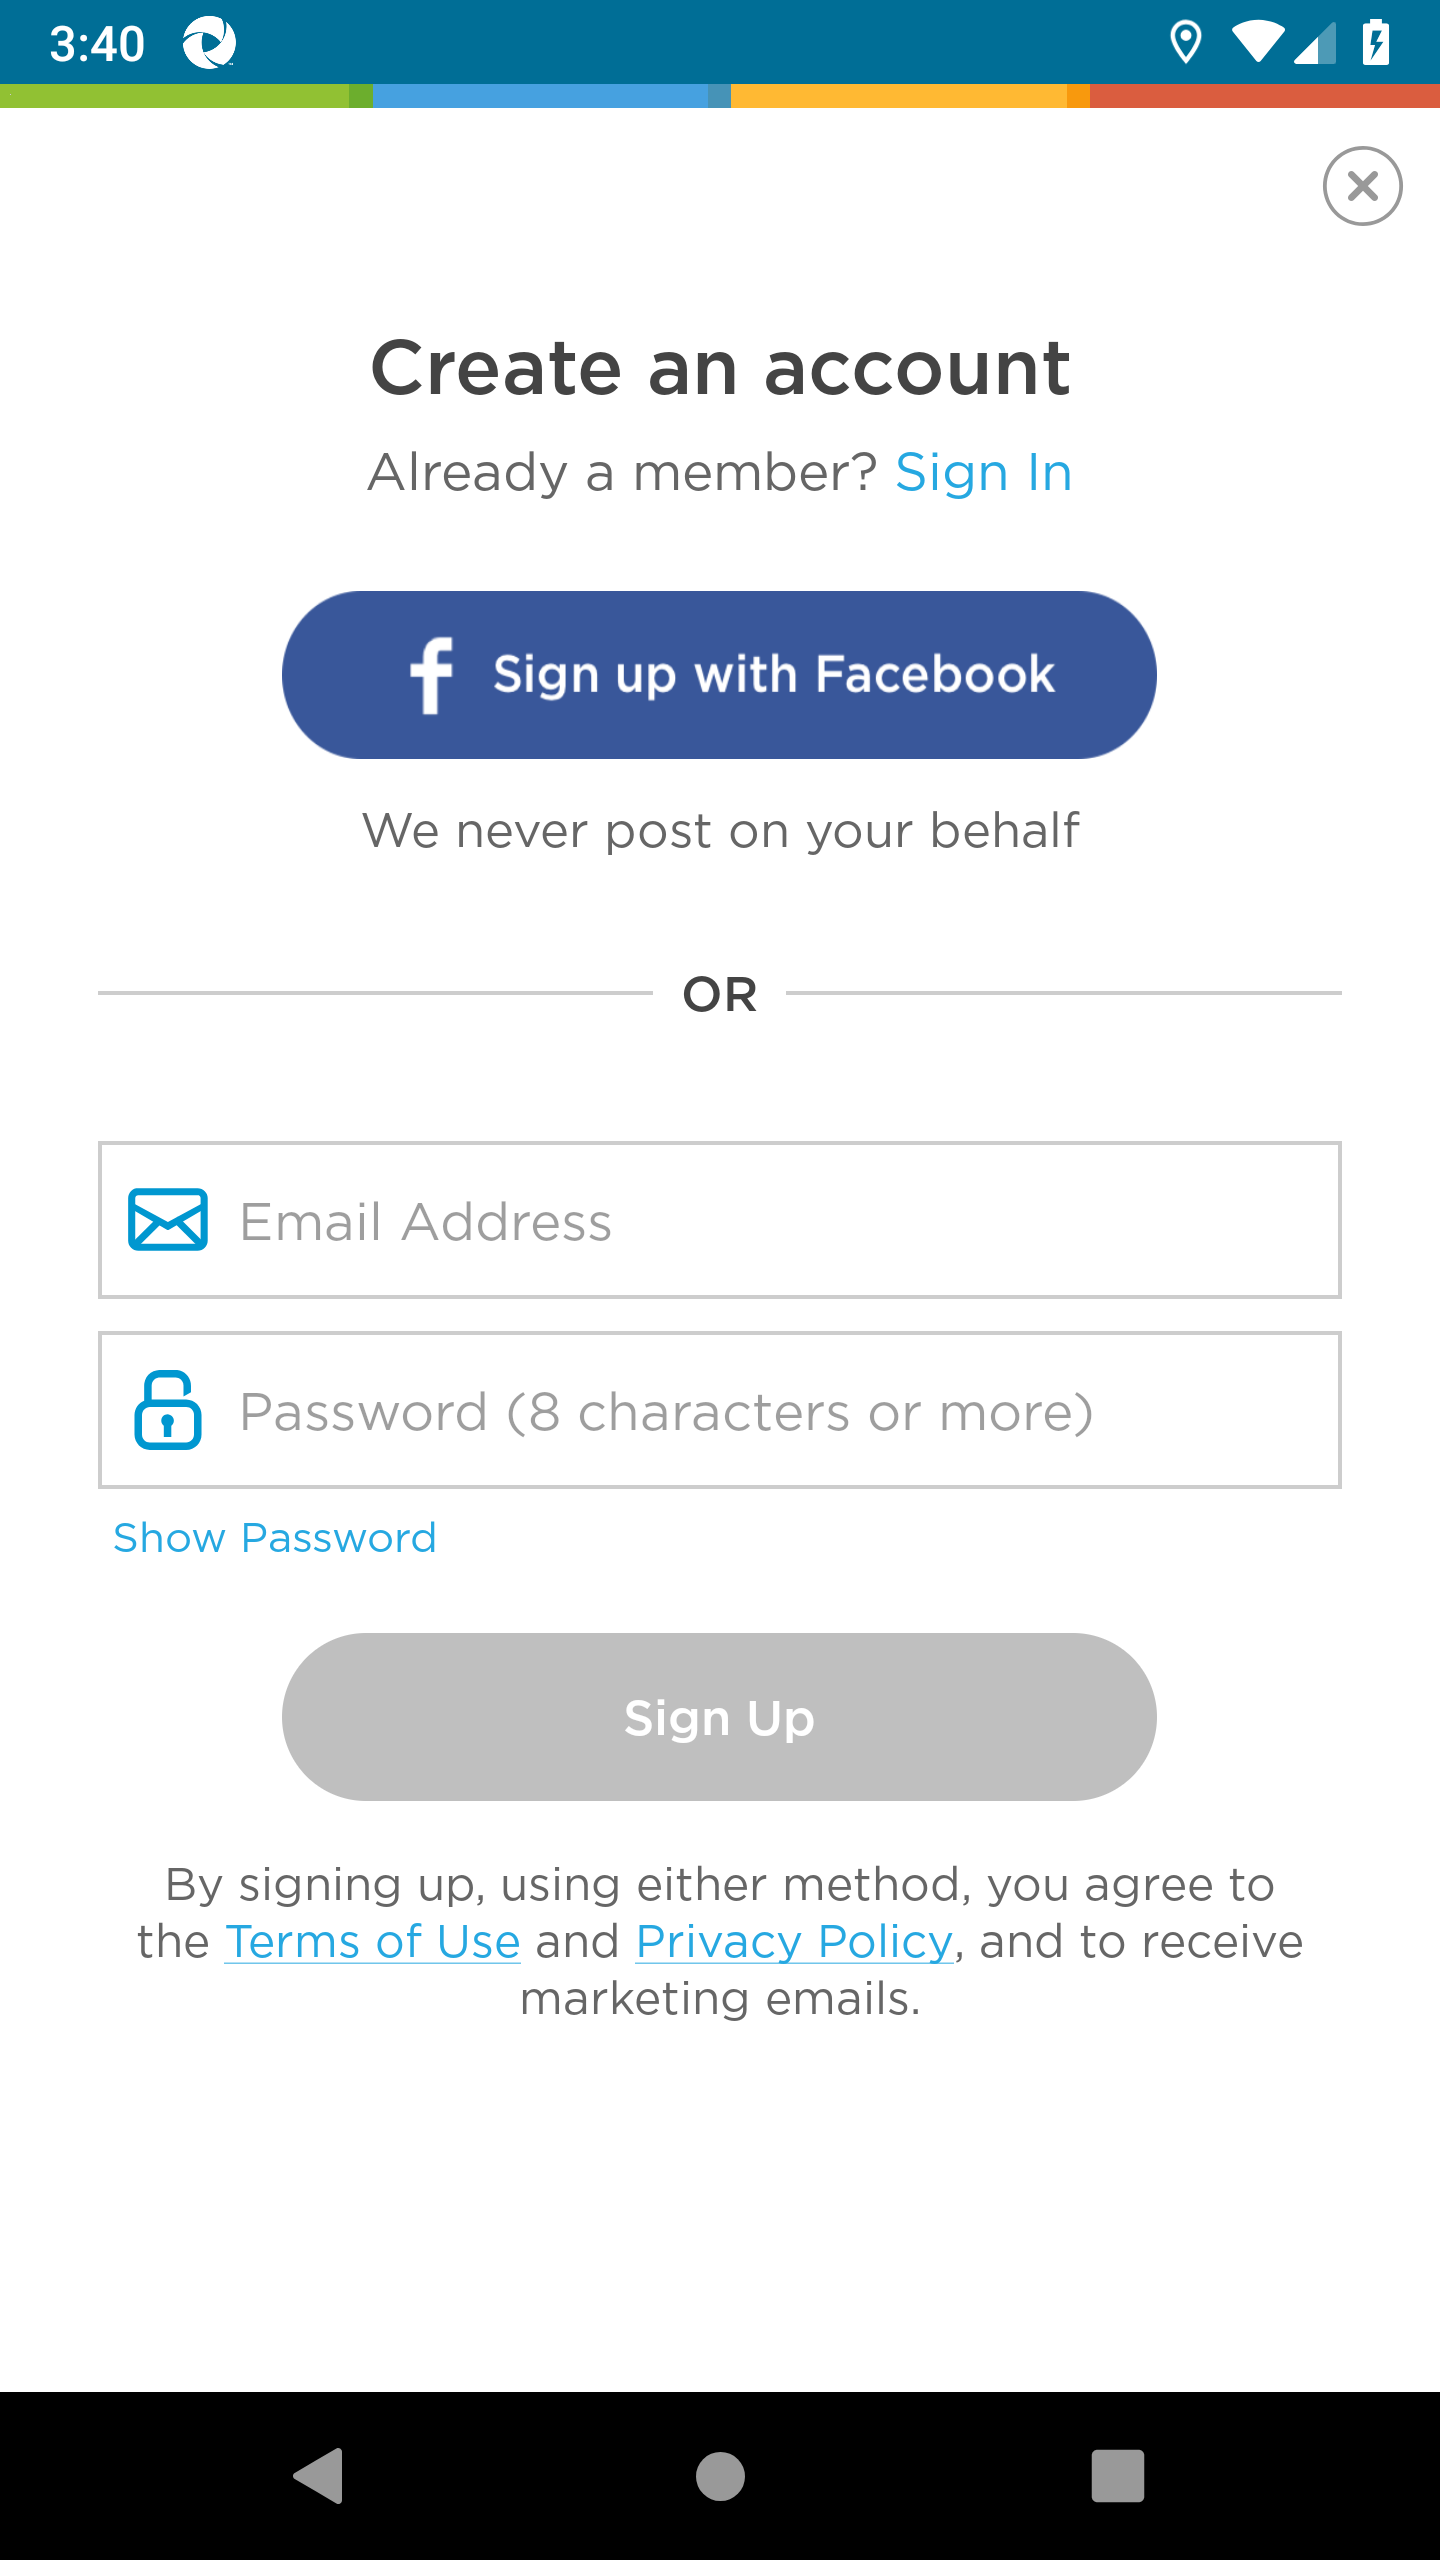 3:40
Create an account
Already a member? Sign In
Sign up with Facebook
We never post on your behalf
OR
Email Address
Password (8 characters or more)
Show Password
Sign Up
By signing up, using either method, you agree to
the Terms of Use and Privacy Policy, and to receive
marketing emails.